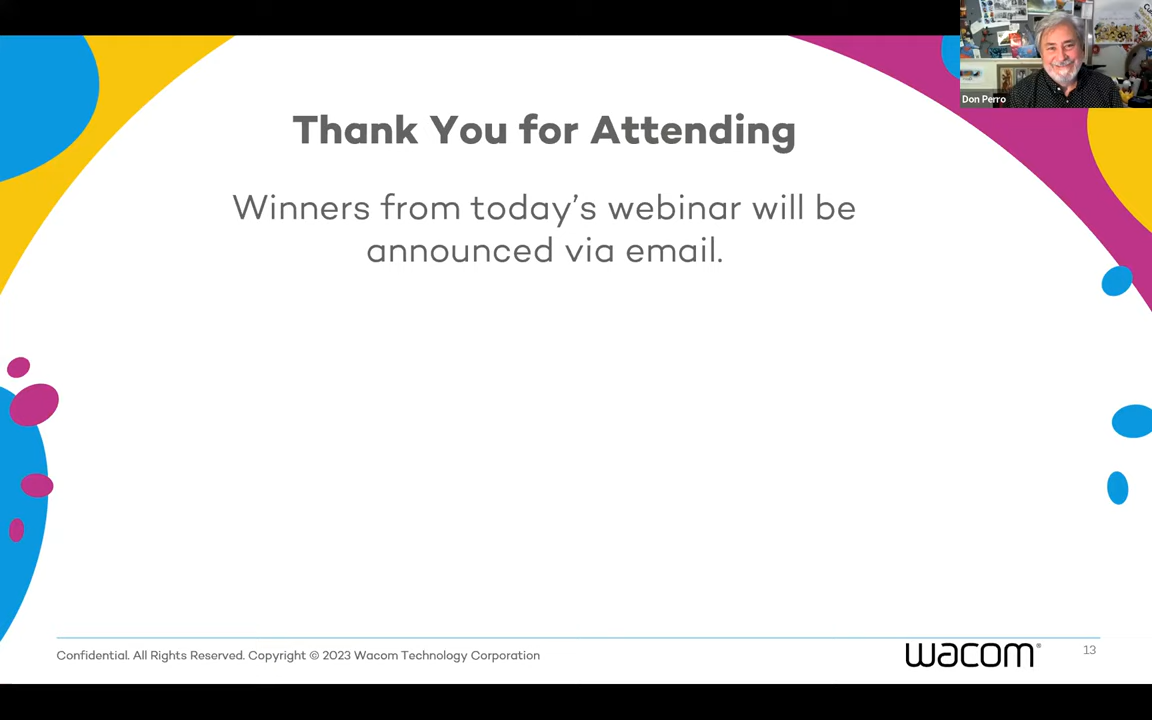 Don Perro
Thank You for Attending
Winners from today's webinar will be
announced via email.
Confidential. All Rights Reserved. Copyright © 2023 Wacom Technology Corporation
wacom®
13